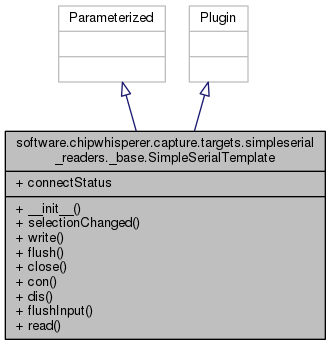 Parameterized
Plugin
software.chipwhisperer.capture.targets.simpleserial
_readers._base.SimpleSerialTemplate
+ connectStatus
+ __init__()
+ selectionChanged()
+ write()
+ flush()
+ close()
+ con()
+ dis()
+ flushInput()
+ read()